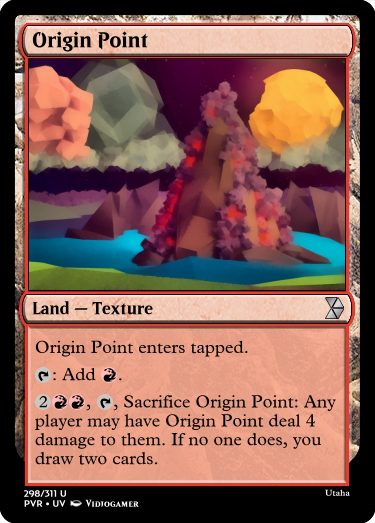 Origin Point
Land — Texture
Origin Point enters tapped.
: Add .
2, , Sacrifice Origin Point: Any
player may have Origin Point deal 4
damage to them. If no one does, you
draw two cards.
298/311 U
PVR • UV Vidiogamer
Utaha